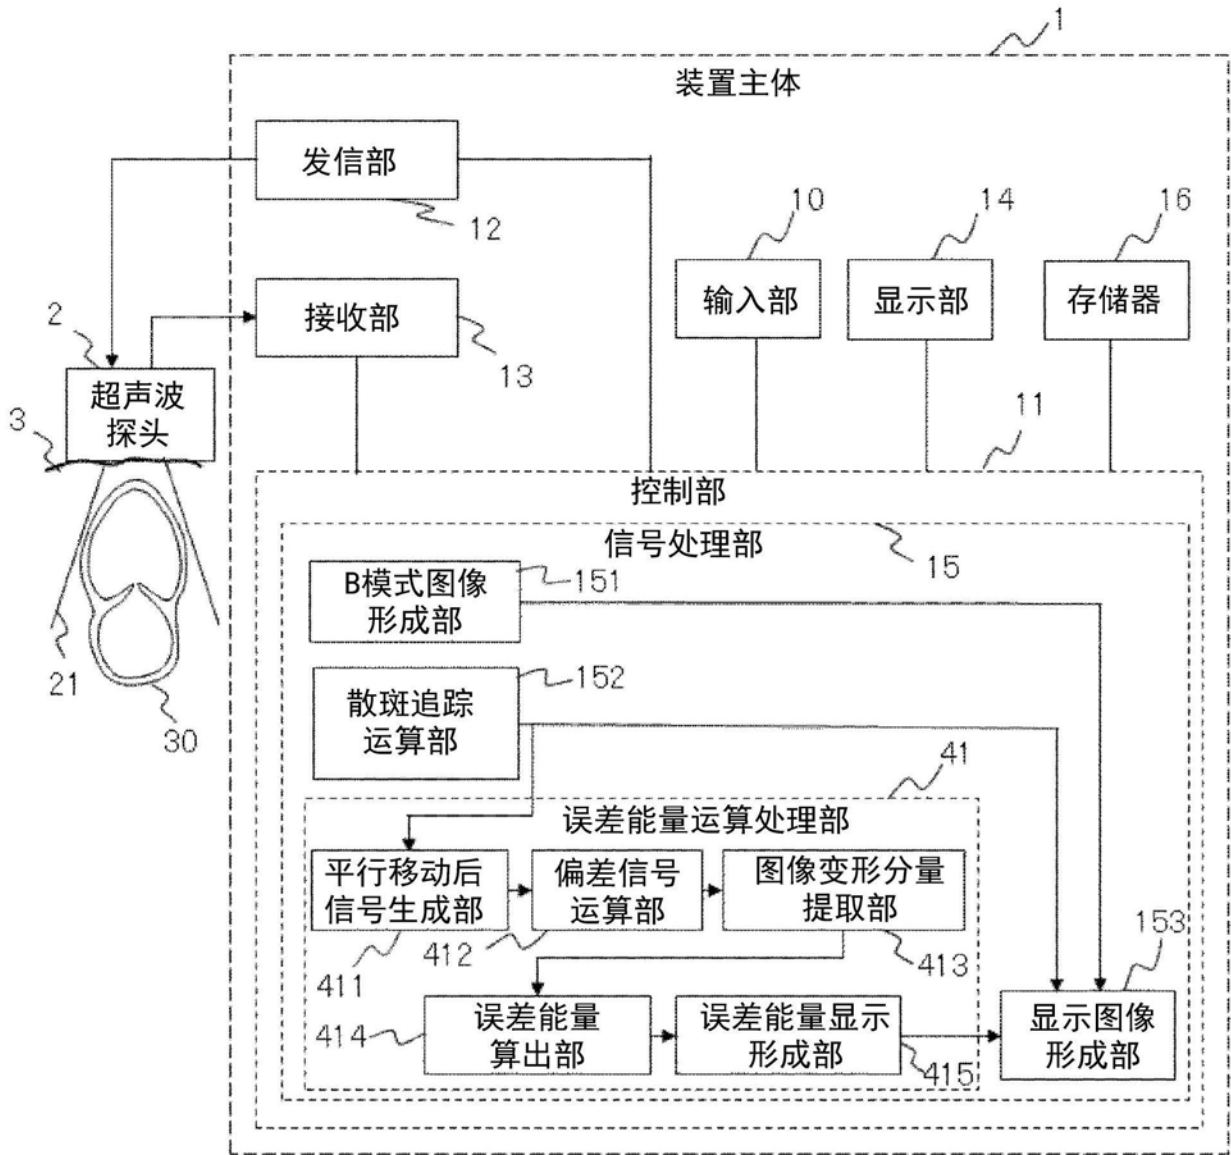 1
装置主体
发信部
12
10
14
16
接收部
13
输入部
显示部
存储器
2
超声波
探头
3
11
控制部
信号处理部
15
B模式图像
形成部
151
散斑追踪
运算部
152
21
30
41
误差能量运算处理部
平行移动后
信号生成部
偏差信号
运算部
图像变形分量
提取部
411
412
413
153
414
误差能量
算出部
误差能量显示
形成部
415
显示图像
形成部